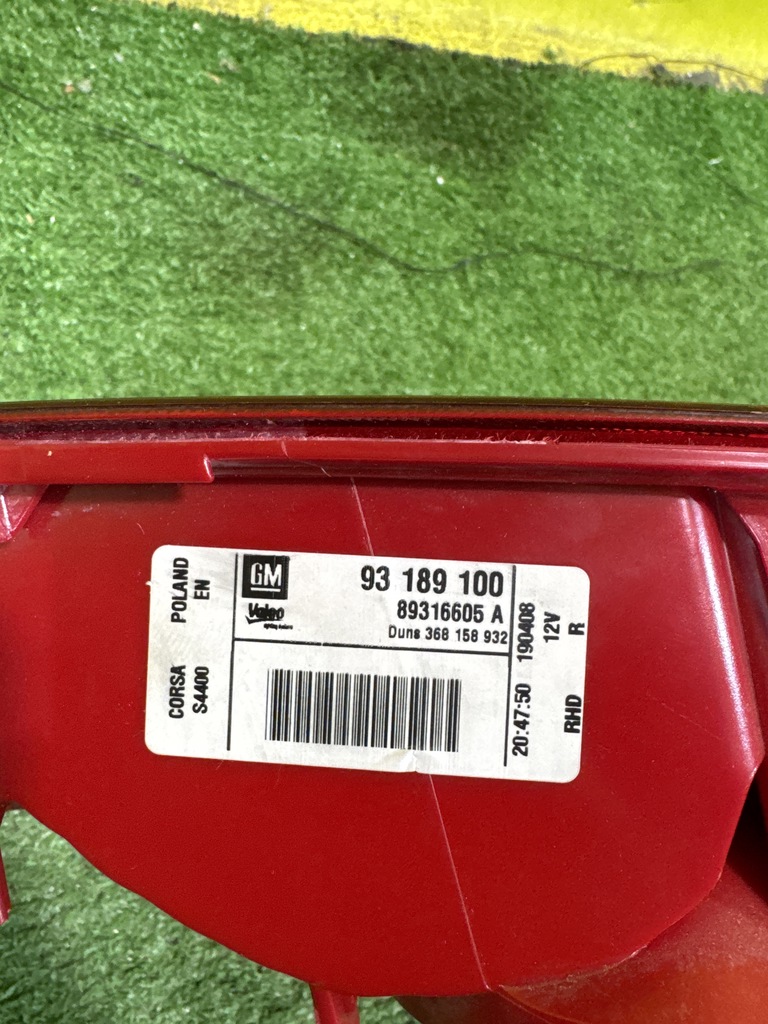 CORSA POLAND
S4400 EN
GM
Valeo
93 189 100
89316605 A
Duns 368 158 932
20:47:50 190408
12V
RHD R